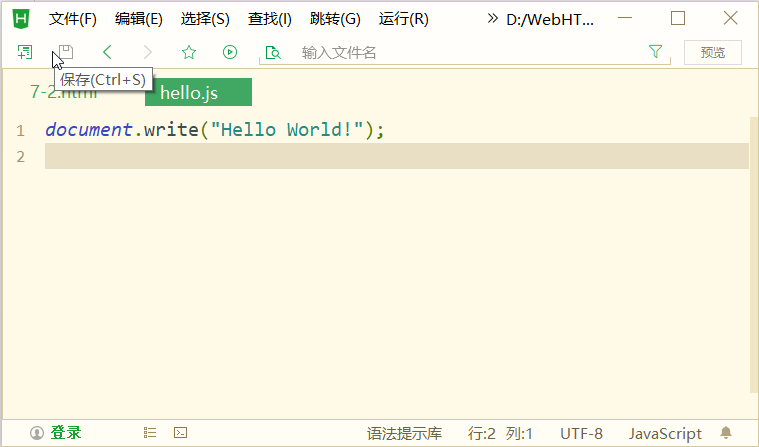 文件(F) 编辑(E) 选择(S) 查找(I) 跳转(G) 运行(R) D:/WebHT...
输入文件名 预览
保存(Ctrl+S)
7-2.html hello.js
1 document.write("Hello World!");
2
登录 语法提示库 行:2 列:1 UTF-8 JavaScript